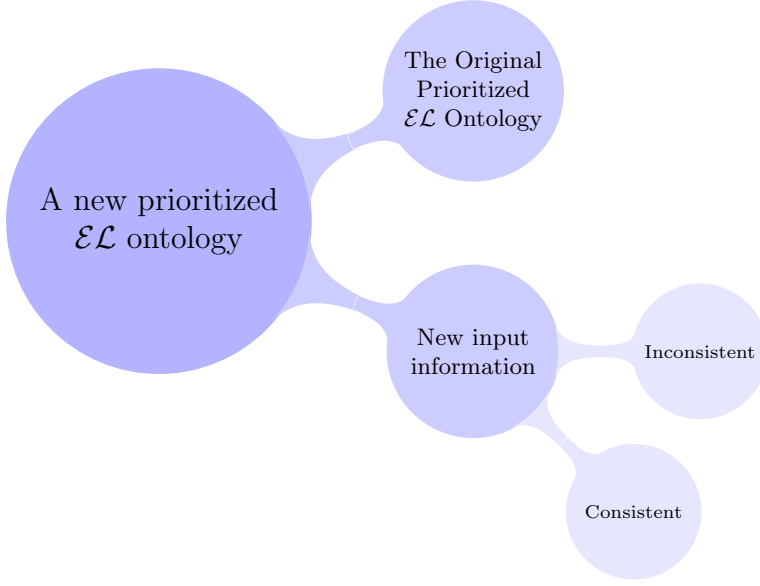 The Original
Prioritized
ℰℒ Ontology
A new prioritized
ℰℒ ontology
New input
information
Inconsistent
Consistent